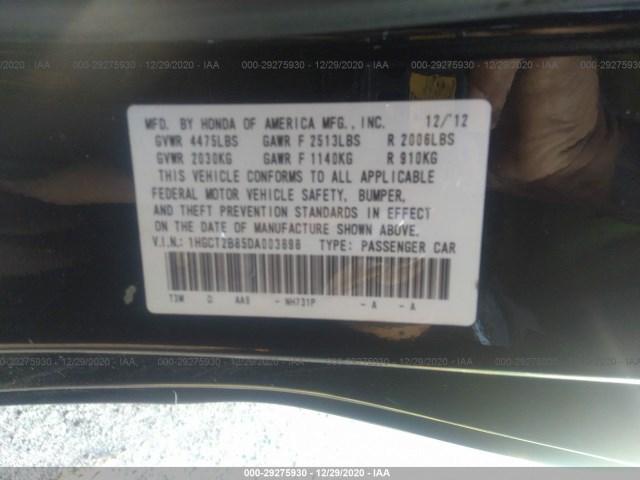 000-29275930 - 12/29/2020 - IAA
MFD. BY HONDA OF AMERICA MFG., INC. 12/'12
GVWR 4475LBS GAWR F 2513LBS R 2006LBS
GVWR 2030KG GAWR F 1140KG R 910KG
THIS VEHICLE CONFORMS TO ALL APPLICABLE
FEDERAL MOTOR VEHICLE SAFETY, BUMPER,
AND THEFT PREVENTION STANDARDS IN EFFECT
ON THE DATE OF MANUFACTURE SHOWN ABOVE.
V.I.N.: 1HGCT2B85DA003898 TYPE: PASSENGER CAR
T3W D AA9 - NH731P - A - A
000-29275930 - 12/29/2020 - IAA